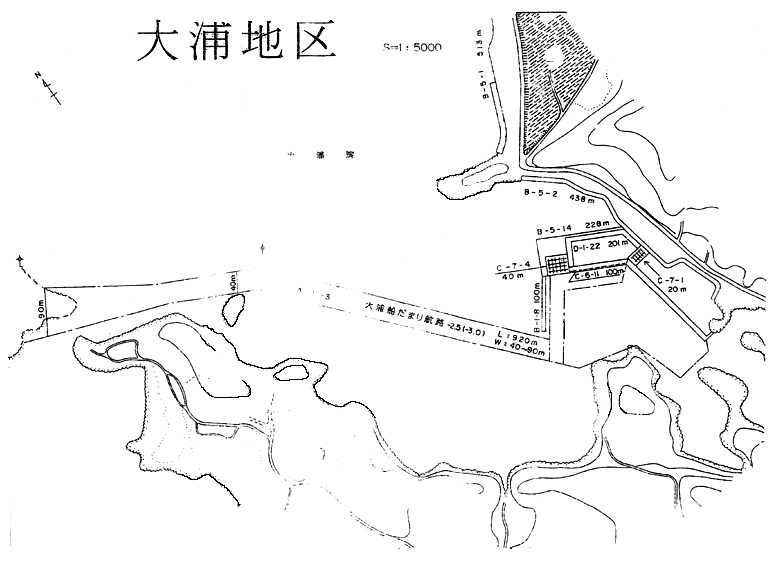 大浦地区
S=1:5000
N
B-5-1 513m
小浦湾
B-5-2 438m
B-5-14 228m
D-1-22 201m
C-7-4
40m
C-6-11 100m
C-7-1
20m
B-1-8 100m
90m
40m
-3
大浦船だまり航路 -2.5(-3.0)
L:920m
W:40~90m